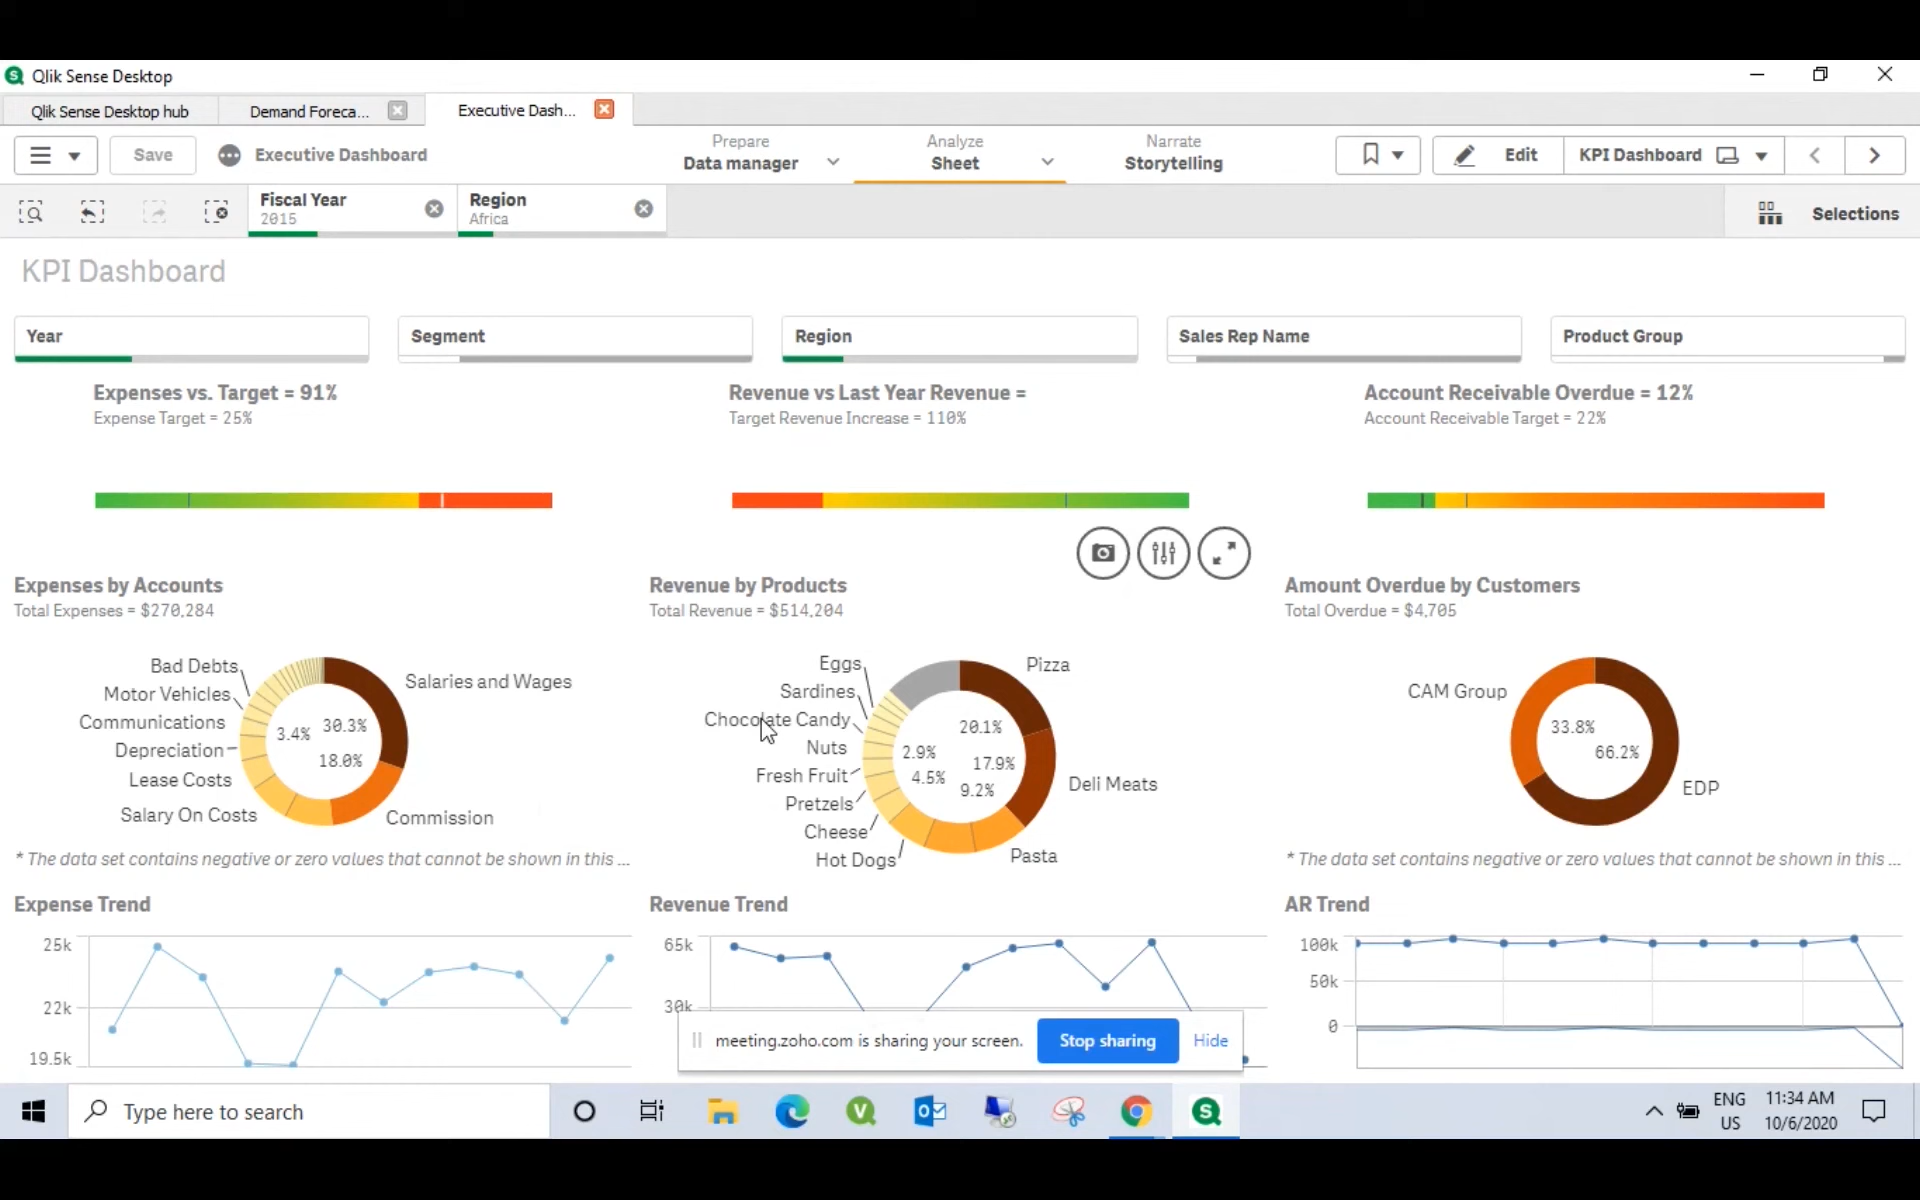 Qlik Sense Desktop
Qlik Sense Desktop hub
Demand Foreca...
Executive Dash...
Save
Executive Dashboard
Prepare
Data manager
Analyze
Sheet
Narrate
Storytelling
Edit
KPI Dashboard
Fiscal Year
2015
Region
Africa
Selections
KPI Dashboard
Year
Segment
Region
Sales Rep Name
Product Group
Expenses vs. Target = 91%
Expense Target = 25%
Revenue vs Last Year Revenue =
Target Revenue Increase = 110%
Account Receivable Overdue = 12%
Account Receivable Target = 22%
Expenses by Accounts
Total Expenses = $270,284
Bad Debts
Motor Vehicles
Communications
Depreciation
Lease Costs
Salary On Costs
Salaries and Wages
Commission
3.4%
30.3%
18.0%
* The data set contains negative or zero values that cannot be shown in this ...
Revenue by Products
Total Revenue = $514,204
Eggs
Sardines
Chocolate Candy
Nuts
Fresh Fruit
Pretzels
Cheese
Hot Dogs
Pizza
Deli Meats
Pasta
20.1%
2.9%
17.9%
4.5%
9.2%
Amount Overdue by Customers
Total Overdue = $4,705
CAM Group
33.8%
66.2%
EDP
* The data set contains negative or zero values that cannot be shown in this ...
Expense Trend
25k
22k
19.5k
Revenue Trend
65k
30k
AR Trend
100k
50k
0
meeting.zoho.com is sharing your screen.
Stop sharing
Hide
Type here to search
ENG
US
11:34 AM
10/6/2020